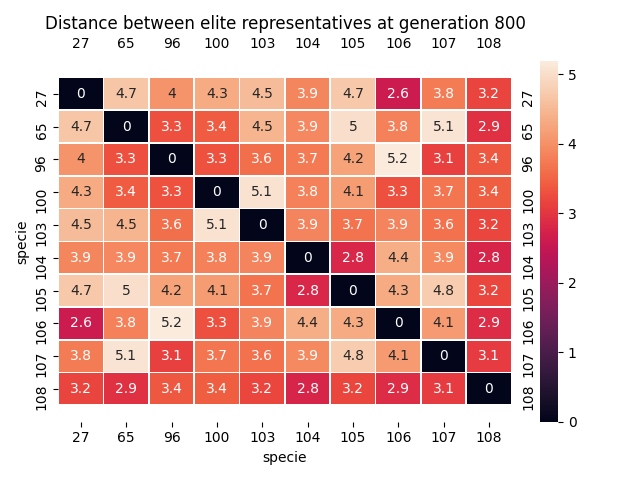 Distance between elite representatives at generation 800
27 65 96 100 103 104 105 106 107 108
27 0 4.7 4 4.3 4.5 3.9 4.7 2.6 3.8 3.2 27
65 4.7 0 3.3 3.4 4.5 3.9 5 3.8 5.1 2.9 65
96 4 3.3 0 3.3 3.6 3.7 4.2 5.2 3.1 3.4 96
100 4.3 3.4 3.3 0 5.1 3.8 4.1 3.3 3.7 3.4 100
103 4.5 4.5 3.6 5.1 0 3.9 3.7 3.9 3.6 3.2 103
104 3.9 3.9 3.7 3.8 3.9 0 2.8 4.4 3.9 2.8 104
105 4.7 5 4.2 4.1 3.7 2.8 0 4.3 4.8 3.2 105
106 2.6 3.8 5.2 3.3 3.9 4.4 4.3 0 4.1 2.9 106
107 3.8 5.1 3.1 3.7 3.6 3.9 4.8 4.1 0 3.1 107
108 3.2 2.9 3.4 3.4 3.2 2.8 3.2 2.9 3.1 0 108
27 65 96 100 103 104 105 106 107 108
specie
specie
5
4
3
2
1
0